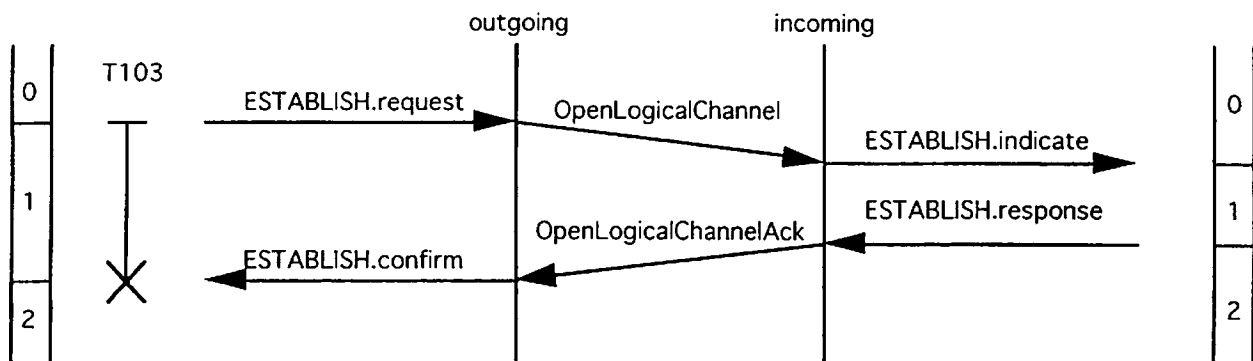 outgoing
incoming
T103
0
ESTABLISH.request
OpenLogicalChannel
0
ESTABLISH.indicate
1
ESTABLISH.response
1
OpenLogicalChannelAck
ESTABLISH.confirm
2
2